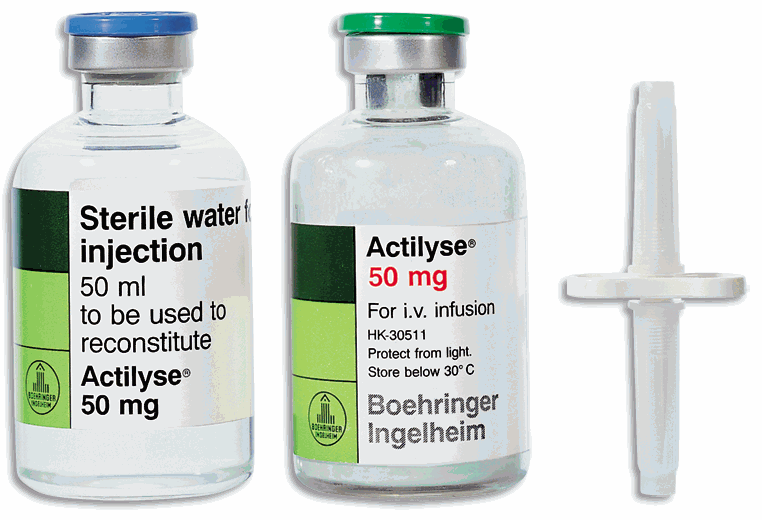 Sterile water f
injection
50 ml
to be used to
reconstitute
Actilyse®
50 mg
BOEHRINGER
INGELHEIM
Actilyse®
50 mg
For i.v. infusion
HK-30511
Protect from light.
Store below 30°C
Boehringer
Ingelheim
BOEHRINGER
INGELHEIM